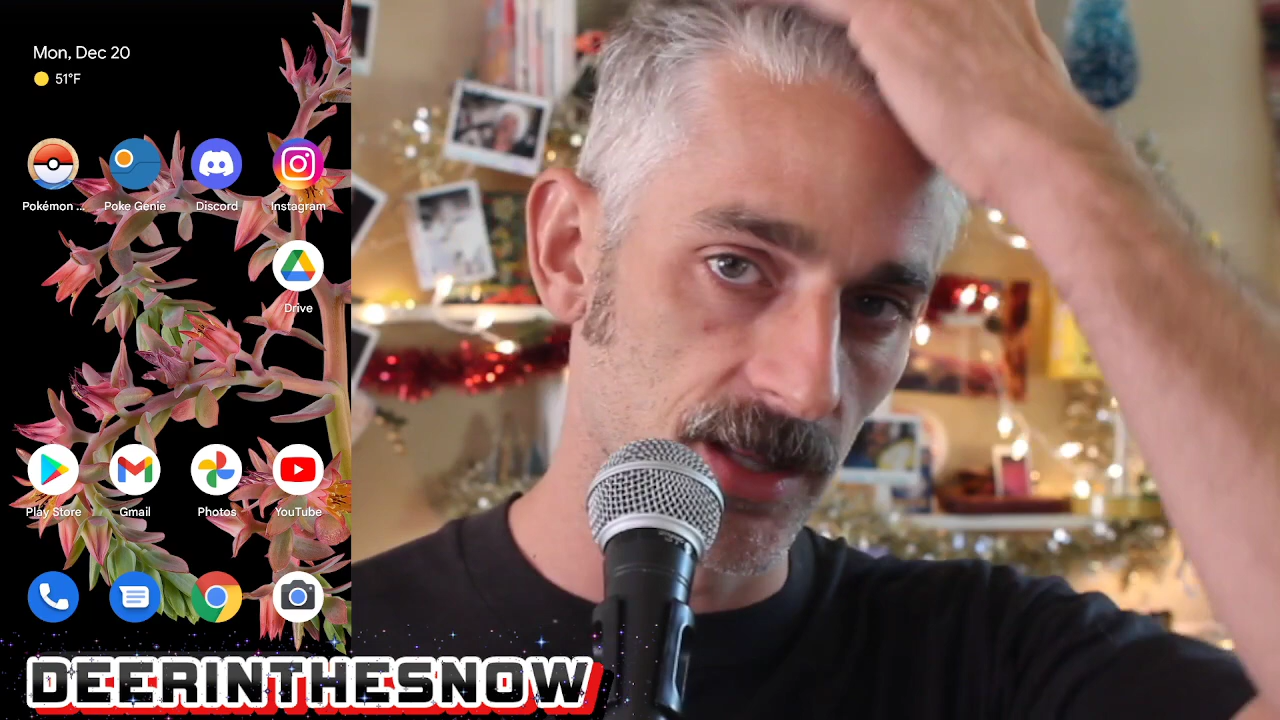 Mon, Dec 20
51°F
Pokémon ...
Poke Genie
Discord
Instagram
Drive
Play Store
Gmail
Photos
YouTube
DEERINTHESNOW